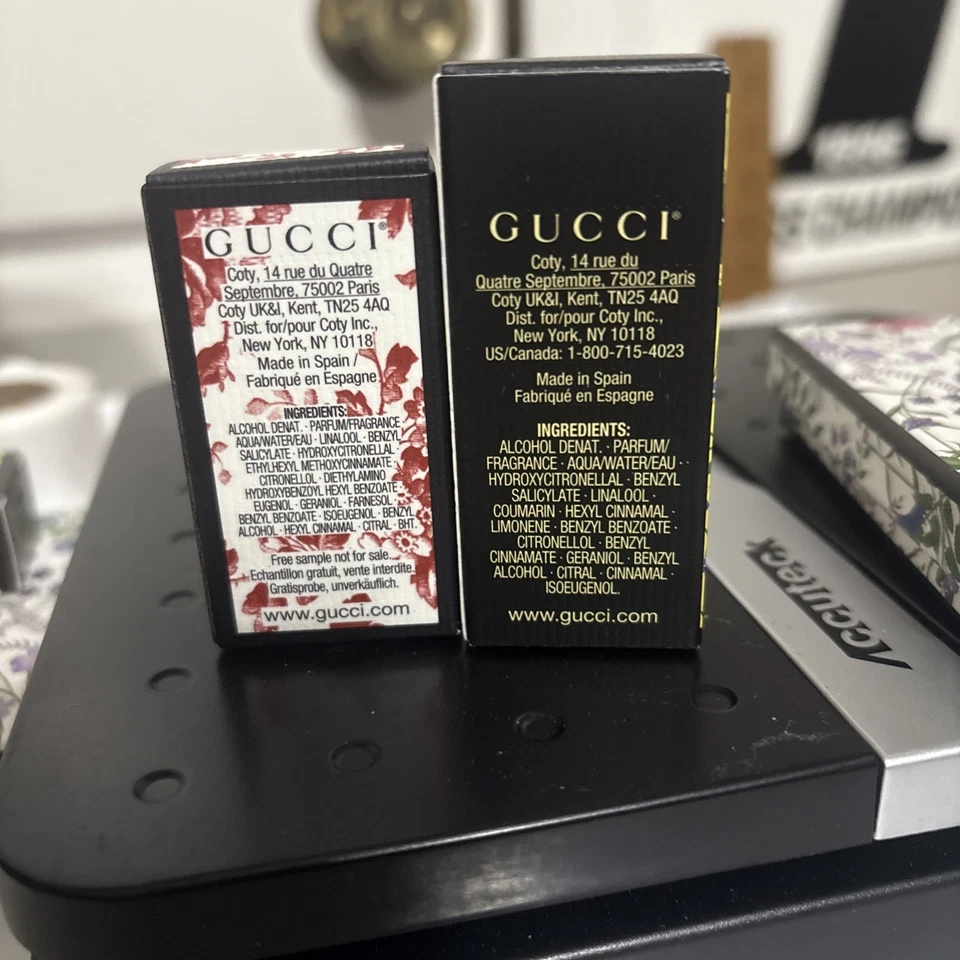 GUCCI®
Coty, 14 rue du Quatre
Septembre, 75002 Paris
Coty UK&I, Kent, TN25 4AQ
Dist. for/pour Coty Inc.,
New York, NY 10118
Made in Spain /
Fabriqué en Espagne
INGREDIENTS:
ALCOHOL DENAT. · PARFUM/FRAGRANCE
AQUA/WATER/EAU · LINALOOL · BENZYL
SALICYLATE · HYDROXYCITRONELLAL ·
ETHYLHEXYL METHOXYCINNAMATE ·
CITRONELLOL · DIETHYLAMINO
HYDROXYBENZOYL HEXYL BENZOATE ·
EUGENOL · GERANIOL · FARNESOL ·
BENZYL BENZOATE · ISOEUGENOL · BENZYL
ALCOHOL · HEXYL CINNAMAL · CITRAL · BHT.
Free sample not for sale.
Echantillon gratuit, vente interdite.
Gratisprobe, unverkäuflich.
www.gucci.com
GUCCI®
Coty, 14 rue du
Quatre Septembre, 75002 Paris
Coty UK&I, Kent, TN25 4AQ
Dist. for/pour Coty Inc.,
New York, NY 10118
US/Canada: 1-800-715-4023
Made in Spain
Fabriqué en Espagne
INGREDIENTS:
ALCOHOL DENAT. · PARFUM/
FRAGRANCE · AQUA/WATER/EAU ·
HYDROXYCITRONELLAL · BENZYL
SALICYLATE · LINALOOL ·
COUMARIN · HEXYL CINNAMAL ·
LIMONENE · BENZYL BENZOATE ·
CITRONELLOL · BENZYL
CINNAMATE · GERANIOL · BENZYL
ALCOHOL · CITRAL · CINNAMAL ·
ISOEUGENOL.
www.gucci.com
Accuteck